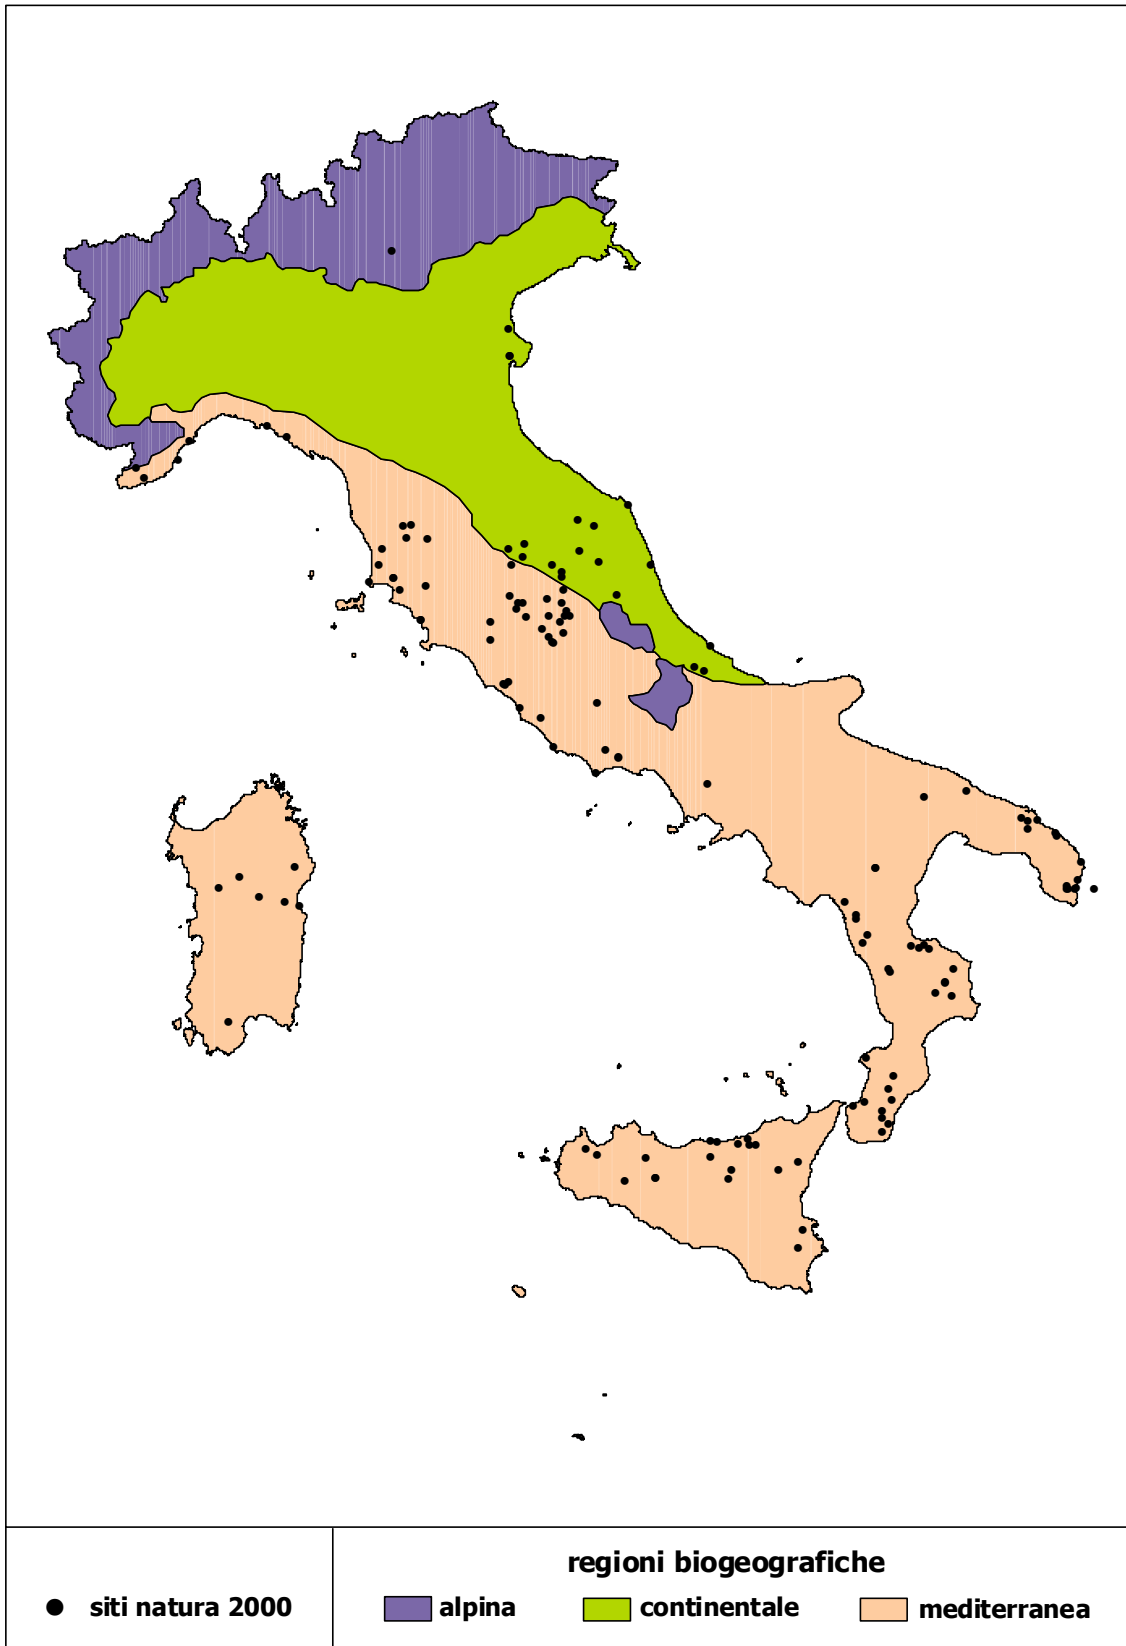 regioni biogeografiche
siti natura 2000
alpina
continentale
mediterranea